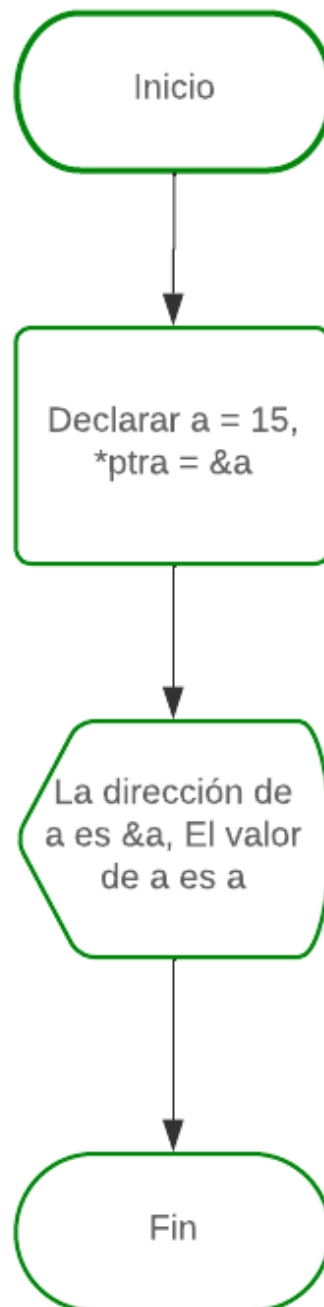 Inicio
Declarar a = 15,
*ptra = &a
La dirección de
a es &a, El valor
de a es a
Fin